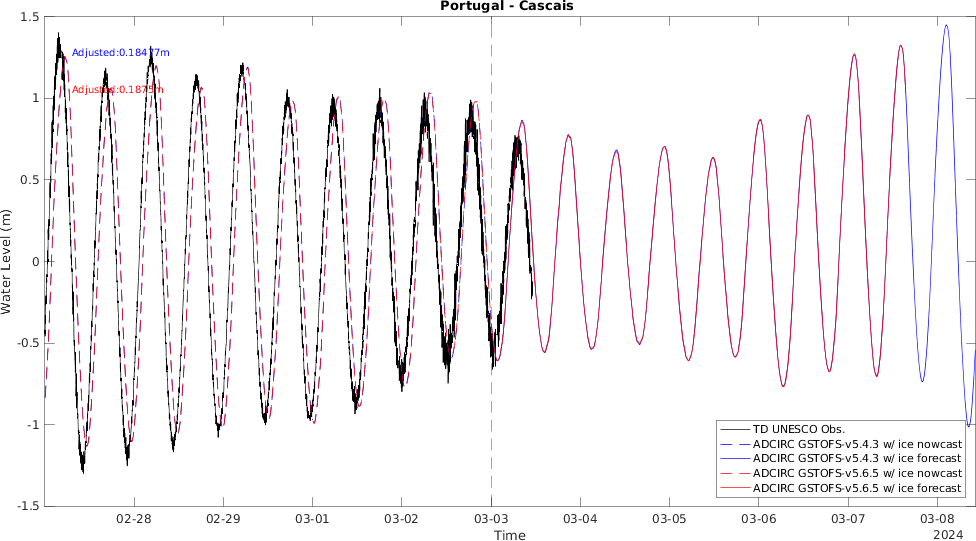 Portugal - Cascais
1.5
1
0.5
0
-0.5
-1
-1.5
Water Level (m)
Adjusted:0.18417m
Adjusted:0.1875m
TD UNESCO Obs.
ADCIRC GSTOFS-v5.4.3 w/ ice nowcast
ADCIRC GSTOFS-v5.4.3 w/ ice forecast
ADCIRC GSTOFS-v5.6.5 w/ ice nowcast
ADCIRC GSTOFS-v5.6.5 w/ ice forecast
02-28 02-29 03-01 03-02 03-03 03-04 03-05 03-06 03-07 03-08
Time 2024